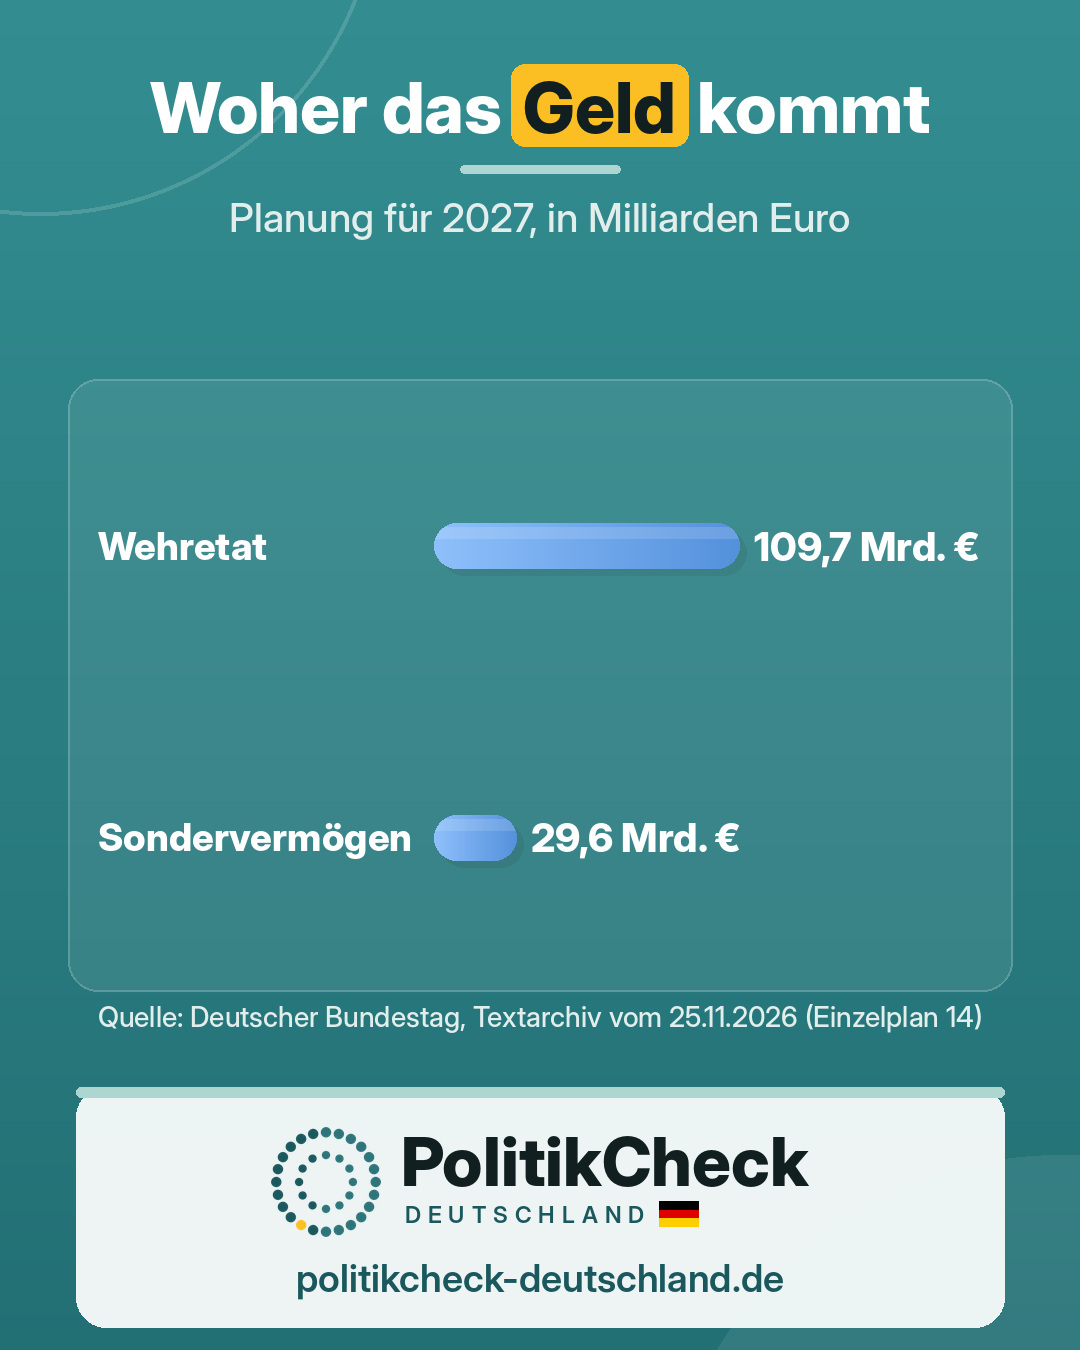 Woher das Geld kommt
Planung für 2027, in Milliarden Euro
Wehretat 109,7 Mrd. €
Sondervermögen 29,6 Mrd. €
Quelle: Deutscher Bundestag, Textarchiv vom 25.11.2026 (Einzelplan 14)
PolitikCheck
DEUTSCHLAND
politikcheck-deutschland.de